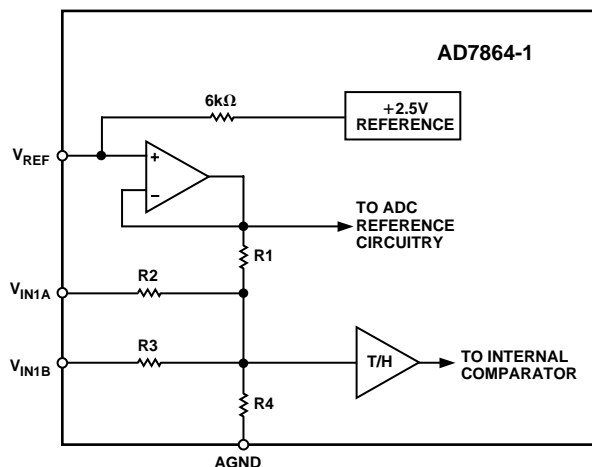 AD7864-1
6kΩ
+2.5V
REFERENCE
VREF
+
–
TO ADC
REFERENCE
CIRCUITRY
R1
R2
VIN1A
R3
VIN1B
T/H
TO INTERNAL
COMPARATOR
R4
AGND